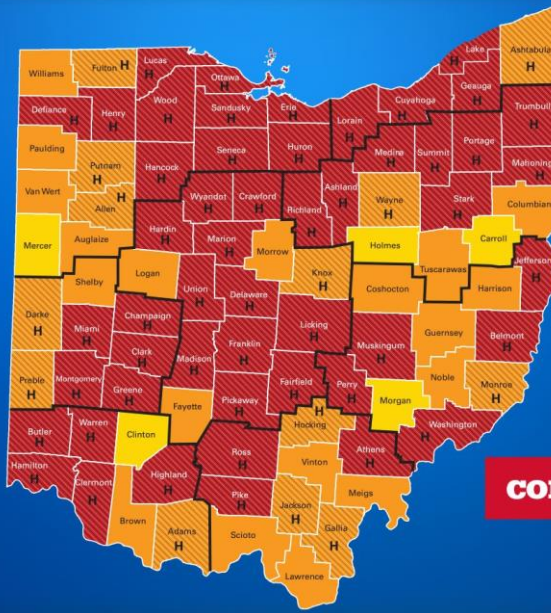 Williams
Fulton H
Lucas
H
Ottawa
H
Lake
H
Ashtabula
H
Geauga
H
Defiance
H
Henry
H
Wood
H
Sandusky
H
Erie
H
Lorain
H
Cuyahoga
H
Trumbull
H
Paulding
Putnam
H
Hancock
H
Seneca
H
Huron
H
Medina
H
Summit
H
Portage
H
Mahoning
H
Van Wert
Allen
H
Wyandot
H
Crawford
H
Richland
H
Ashland
H
Wayne
H
Stark
H
Columbian
Mercer
Auglaize
Hardin
H
Marion
H
Morrow
Knox
H
Holmes
Carroll
Tuscarawas
Jefferson
H
Shelby
Logan
Union
H
Delaware
H
Coshocton
Harrison
Darke
H
Miami
H
Champaign
H
Licking
H
Muskingum
H
Guernsey
Belmont
H
Clark
H
Madison
H
Franklin
H
Preble
H
Montgomery
H
Greene
H
Fayette
Pickaway
H
Fairfield
H
Perry
H
Morgan
Noble
Monroe
H
Butler
H
Warren
H
Clinton
H
Hocking
Athens
H
Washington
H
Hamilton
H
Clermont
H
Highland
H
Ross
H
Vinton
Meigs
Pike
H
Brown
Adams
H
Scioto
Jackson
H
Gallia
H
Lawrence